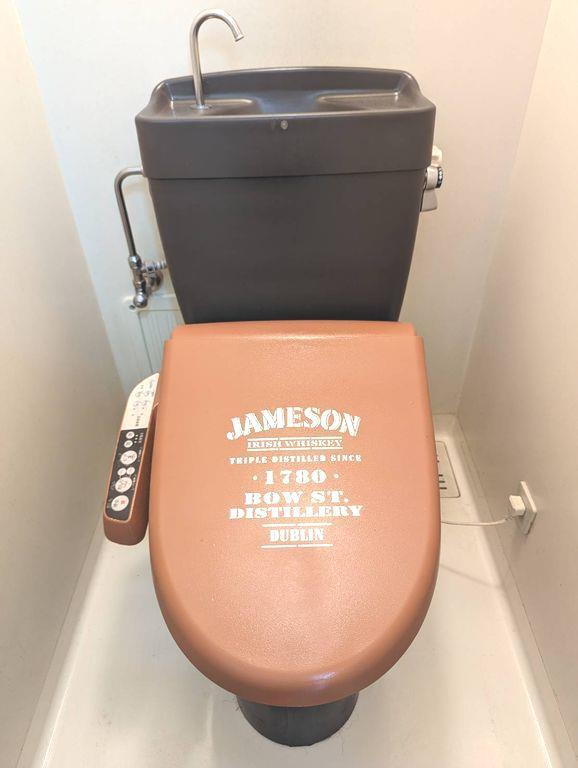 JAMESON
IRISH WHISKEY
TRIPLE DISTILLED SINCE
· 1780 ·
BOW ST.
DISTILLERY
DUBLIN